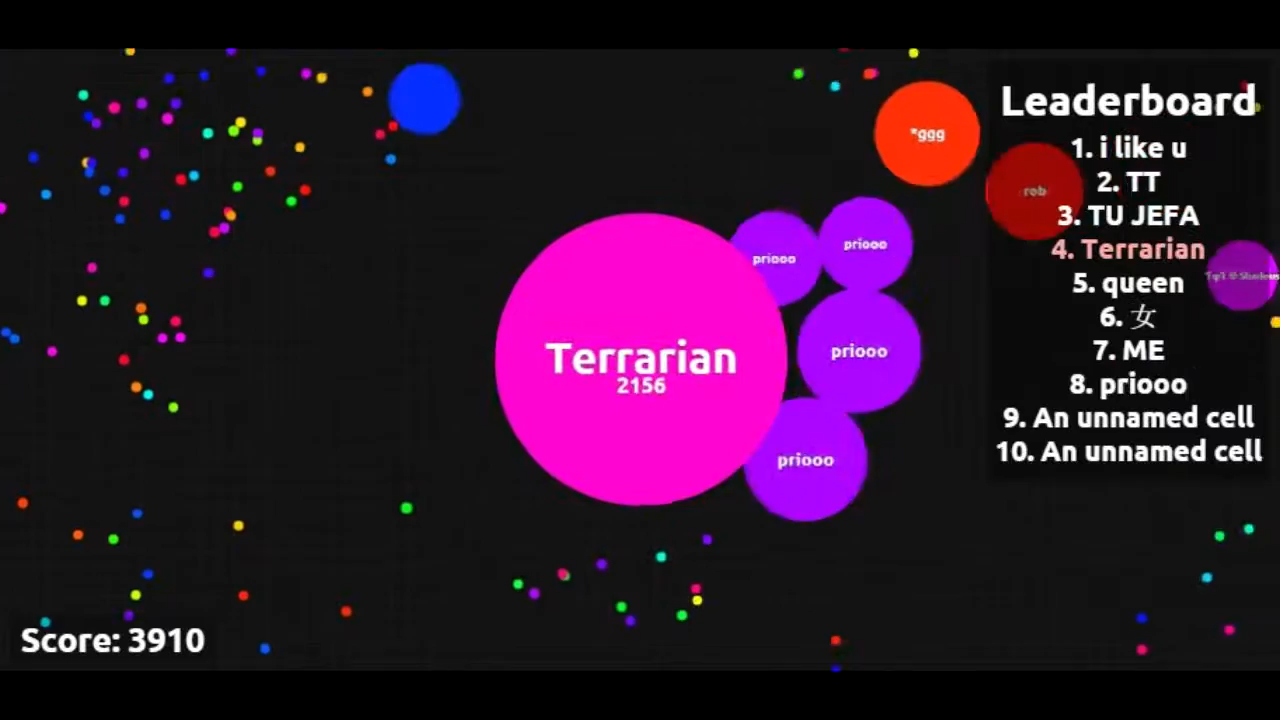 Leaderboard
1. i like u
2. TT
3. TU JEFA
4. Terrarian
5. queen
6. 女
7. ME
8. priooo
9. An unnamed cell
10. An unnamed cell
*ggg
rob
priooo
priooo
priooo
Terrarian
2156
priooo
Score: 3910